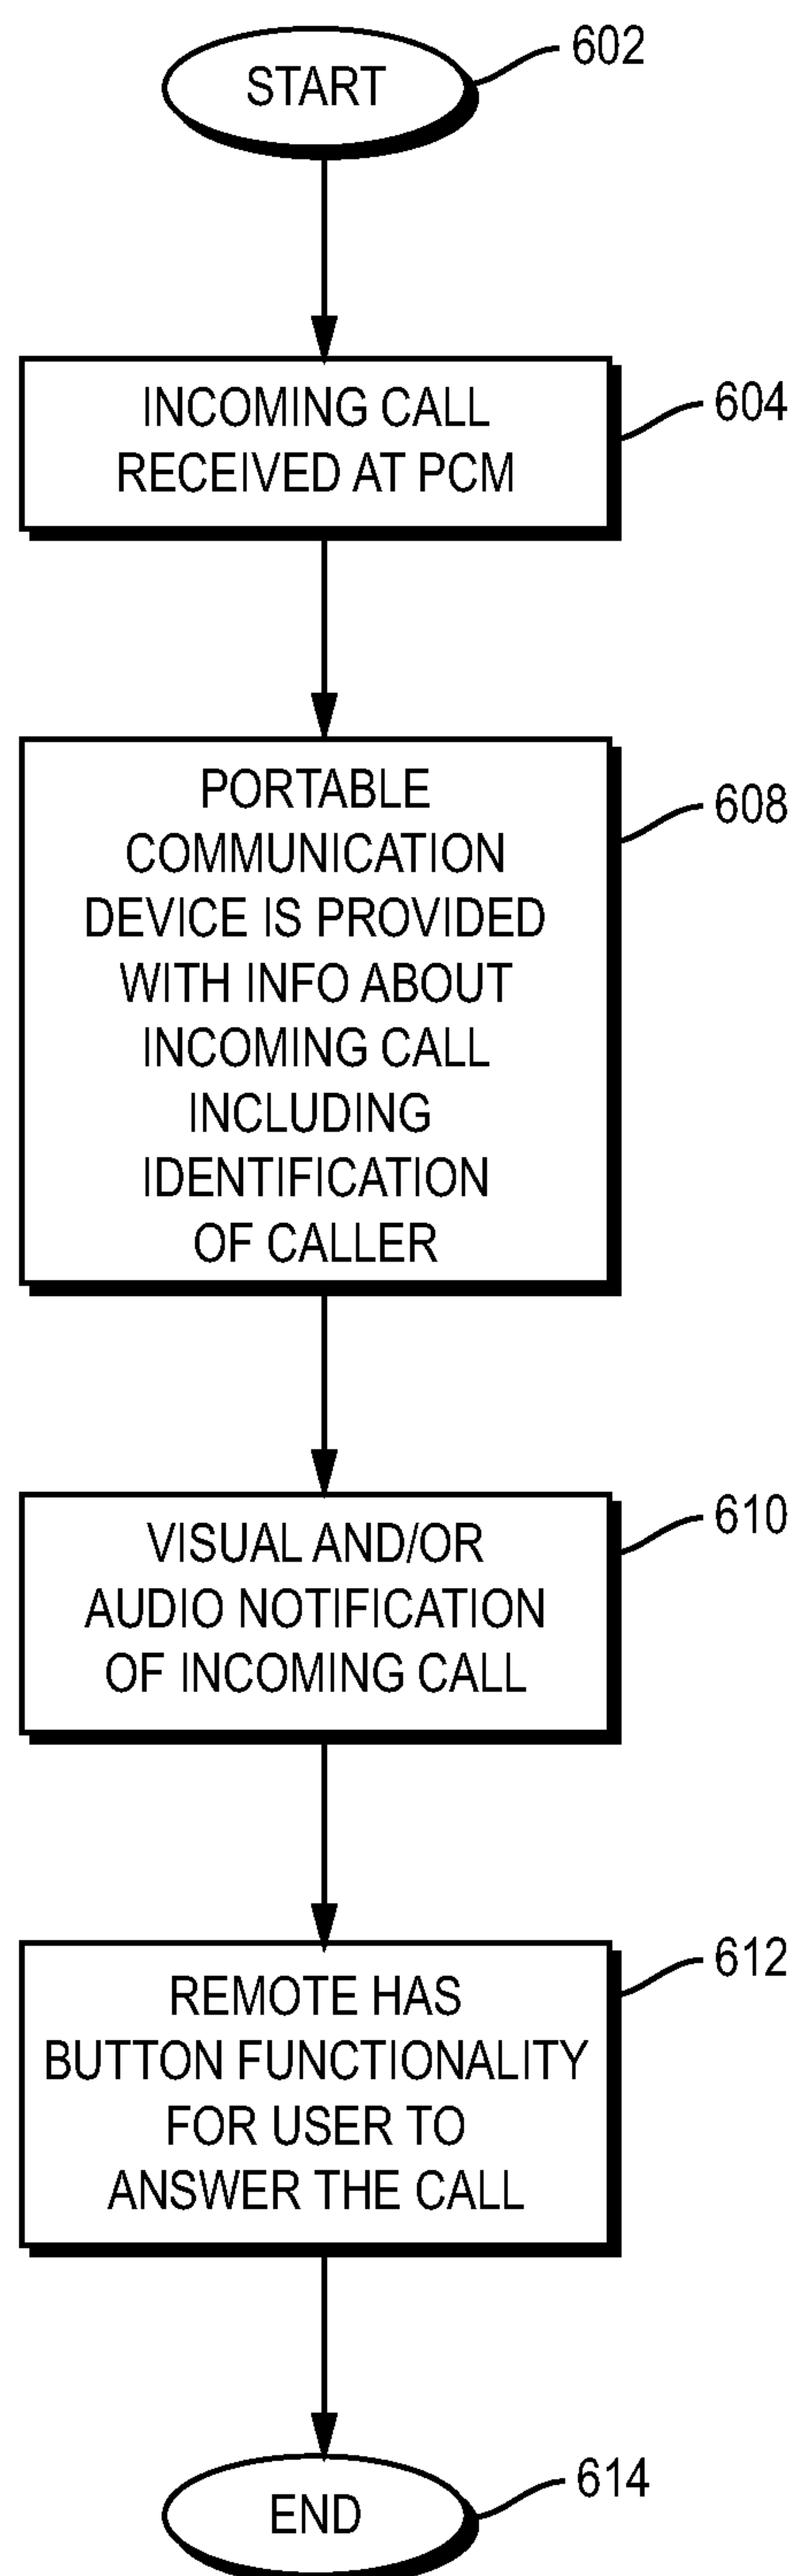 START
602
INCOMING CALL
RECEIVED AT PCM
604
PORTABLE
COMMUNICATION
DEVICE IS PROVIDED
WITH INFO ABOUT
INCOMING CALL
INCLUDING
IDENTIFICATION
OF CALLER
608
VISUAL AND/OR
AUDIO NOTIFICATION
OF INCOMING CALL
610
REMOTE HAS
BUTTON FUNCTIONALITY
FOR USER TO
ANSWER THE CALL
612
END
614